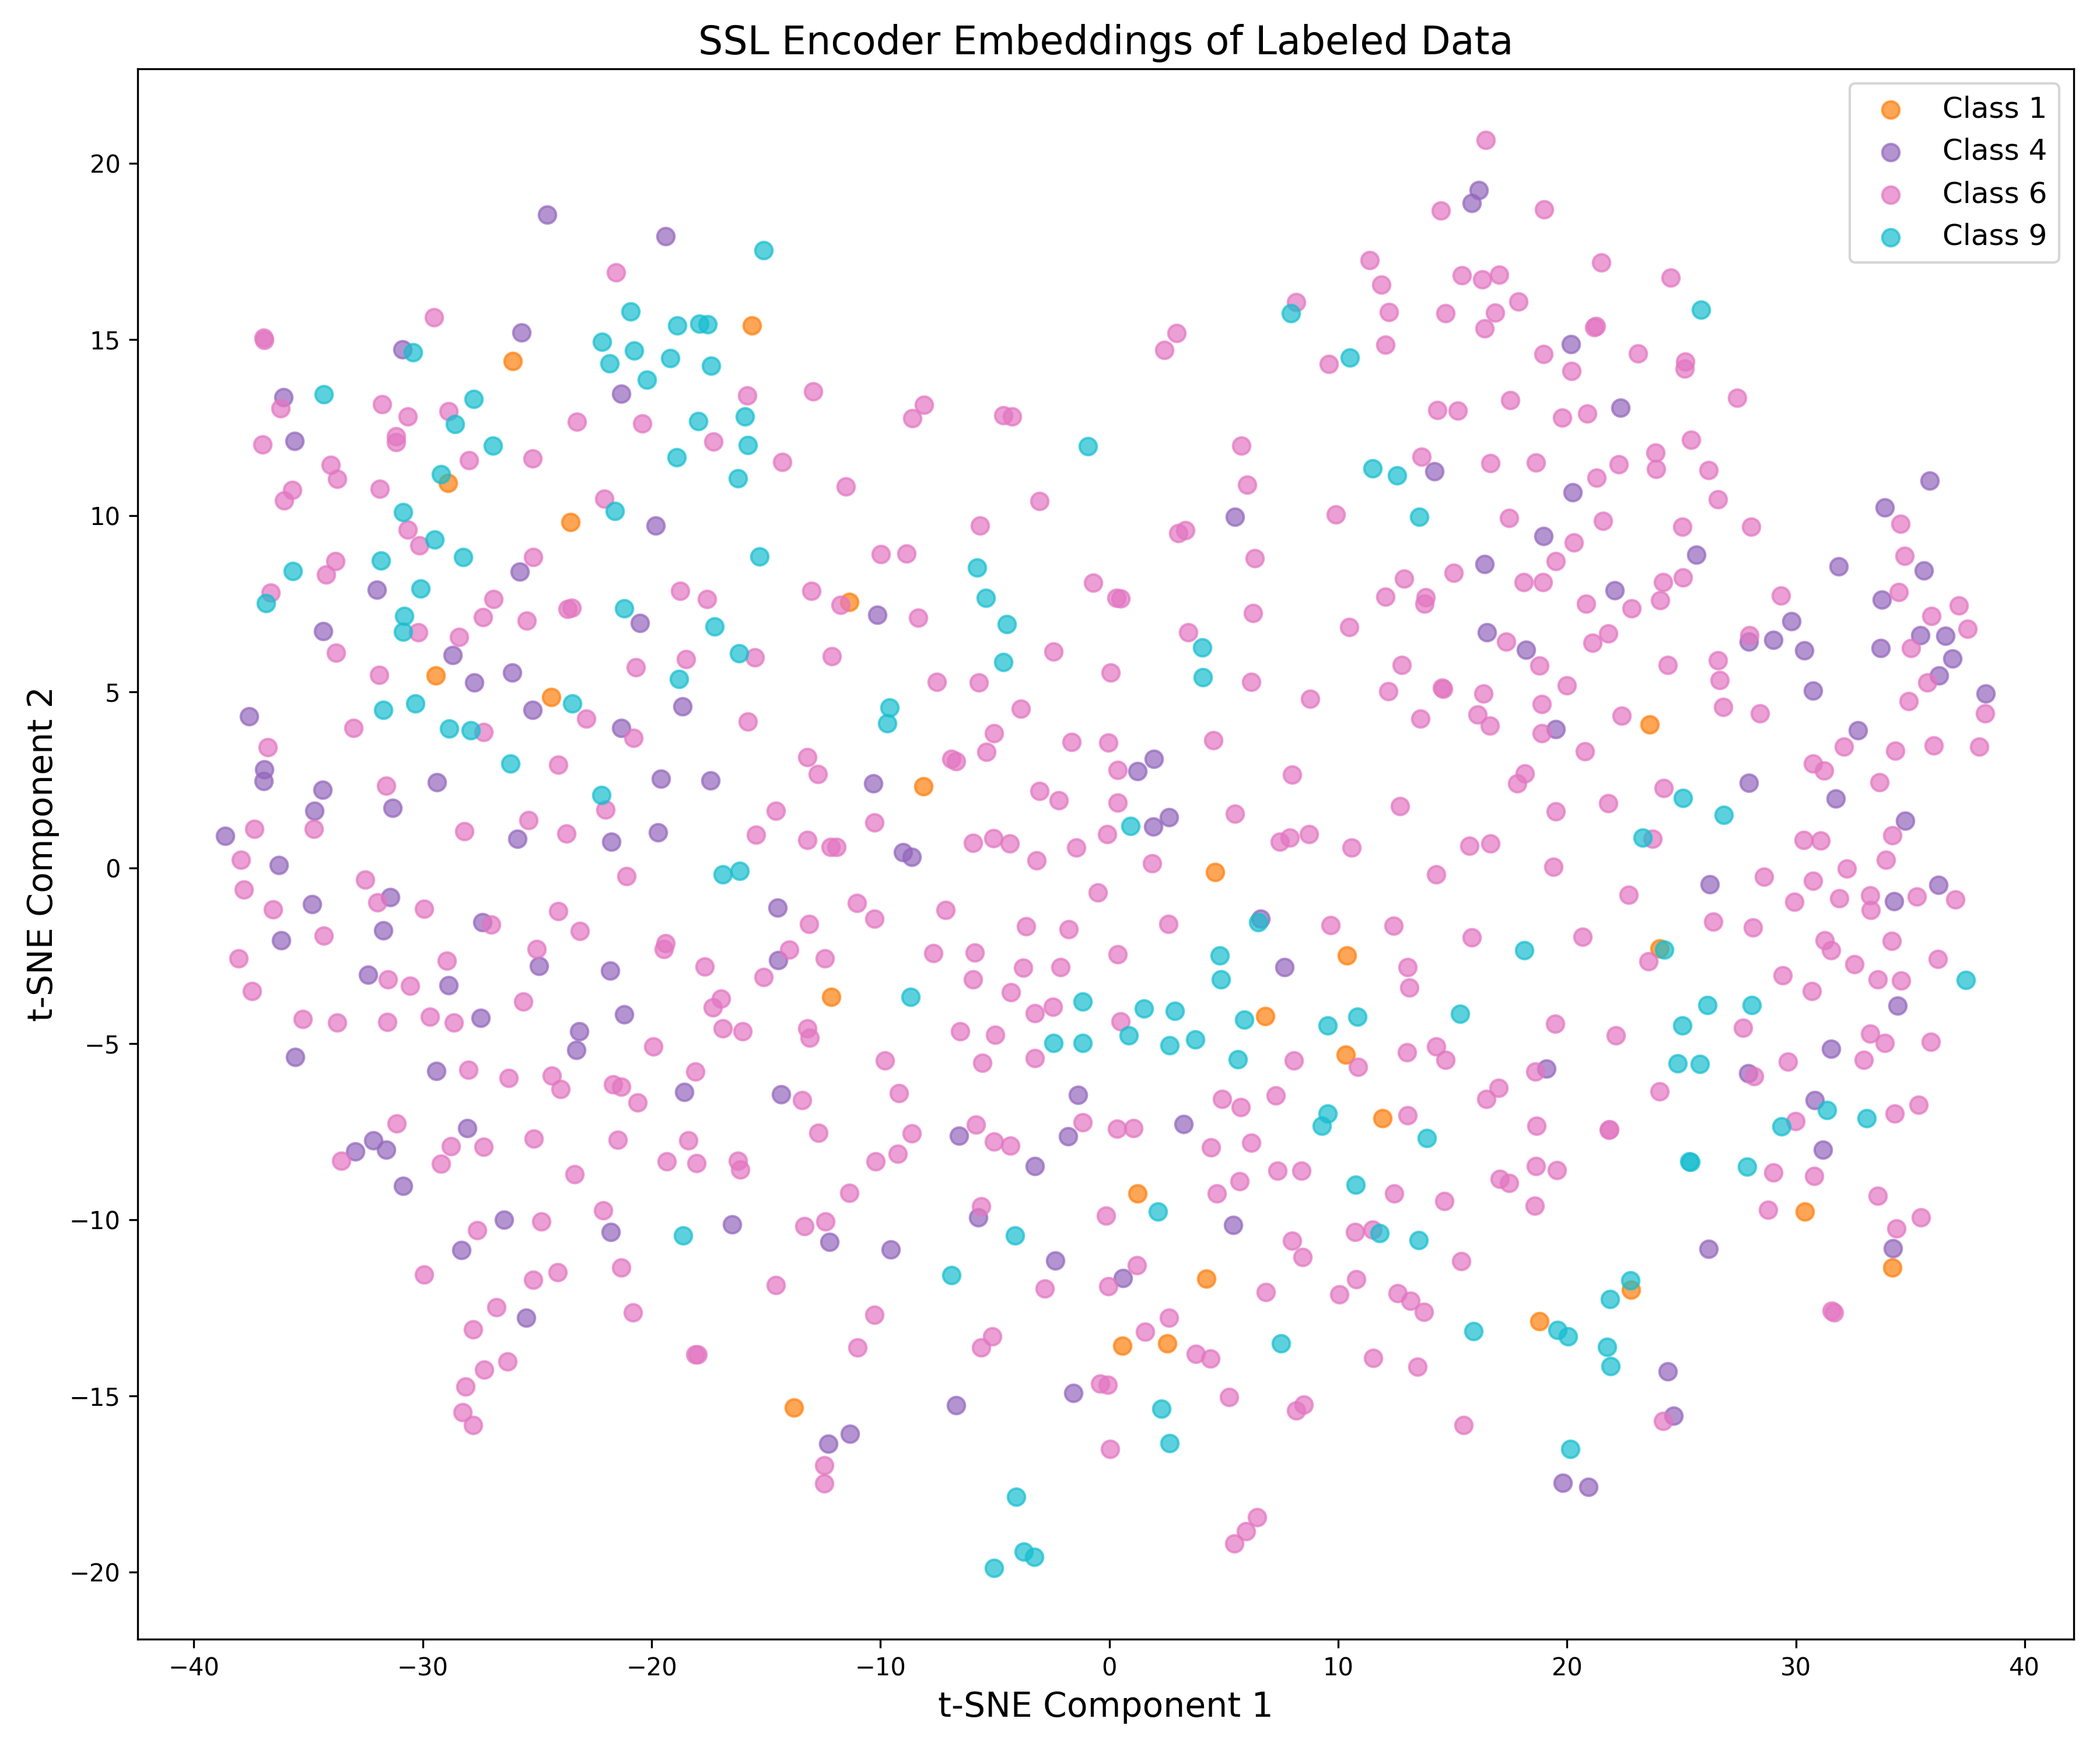 SSL Encoder Embeddings of Labeled Data
Class 1
Class 4
Class 6
Class 9
t-SNE Component 2
20
15
10
5
0
−5
−10
−15
−20
−40 −30 −20 −10 0 10 20 30 40
t-SNE Component 1